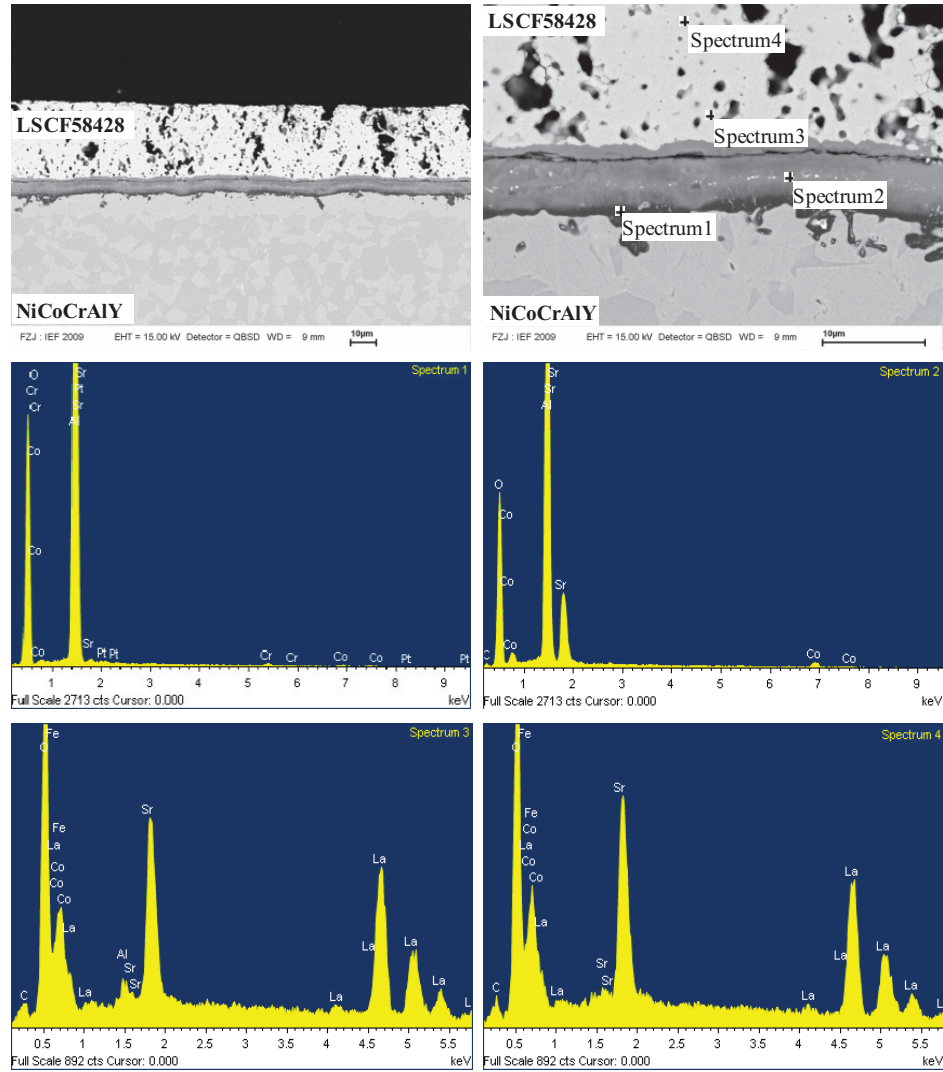 LSCF58428
NiCoCrAlY
FZJ : IEF 2009 EHT = 15.00 kV Detector = QBSD WD = 9 mm 10µm
LSCF58428
Spectrum4
Spectrum3
Spectrum2
Spectrum1
NiCoCrAlY
FZJ : IEF 2009 EHT = 15.00 kV Detector = QBSD WD = 9 mm 10µm
Spectrum 1
O Sr
Cr Pt
Cr Sr
Al
Co
Co
Co Sr Pt Pt Cr Cr Co Co Pt Pt
1 2 3 4 5 6 7 8 9
Full Scale 2713 cts Cursor: 0.000 keV
Spectrum 2
Sr
Sr
Al
O
Co
Co Sr
C Co Co Co
1 2 3 4 5 6 7 8 9
Full Scale 2713 cts Cursor: 0.000 keV
Spectrum 3
Fe
O
Sr
Fe
La La
Co
Co
Co
La La La
Al
Sr
C La Sr La La L
0.5 1 1.5 2 2.5 3 3.5 4 4.5 5 5.5
Full Scale 892 cts Cursor: 0.000 keV
Spectrum 4
Fe
O
Sr
Fe
Co
La
Co La
Co
La La La
Sr
C La Sr La La L
0.5 1 1.5 2 2.5 3 3.5 4 4.5 5 5.5
Full Scale 892 cts Cursor: 0.000 keV